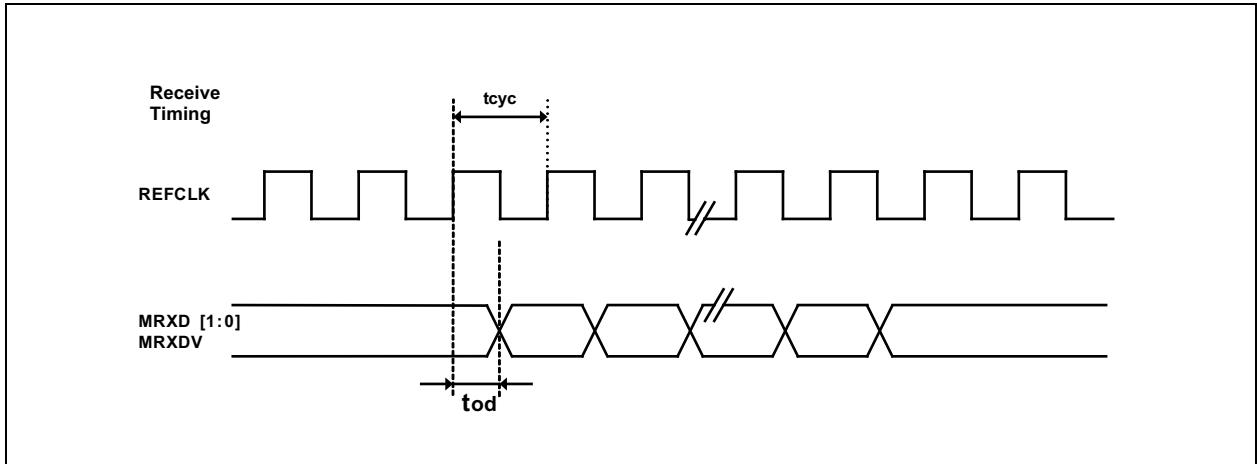 Receive
Timing
tcyc
REFCLK
MRXD [1:0]
MRXDV
tod